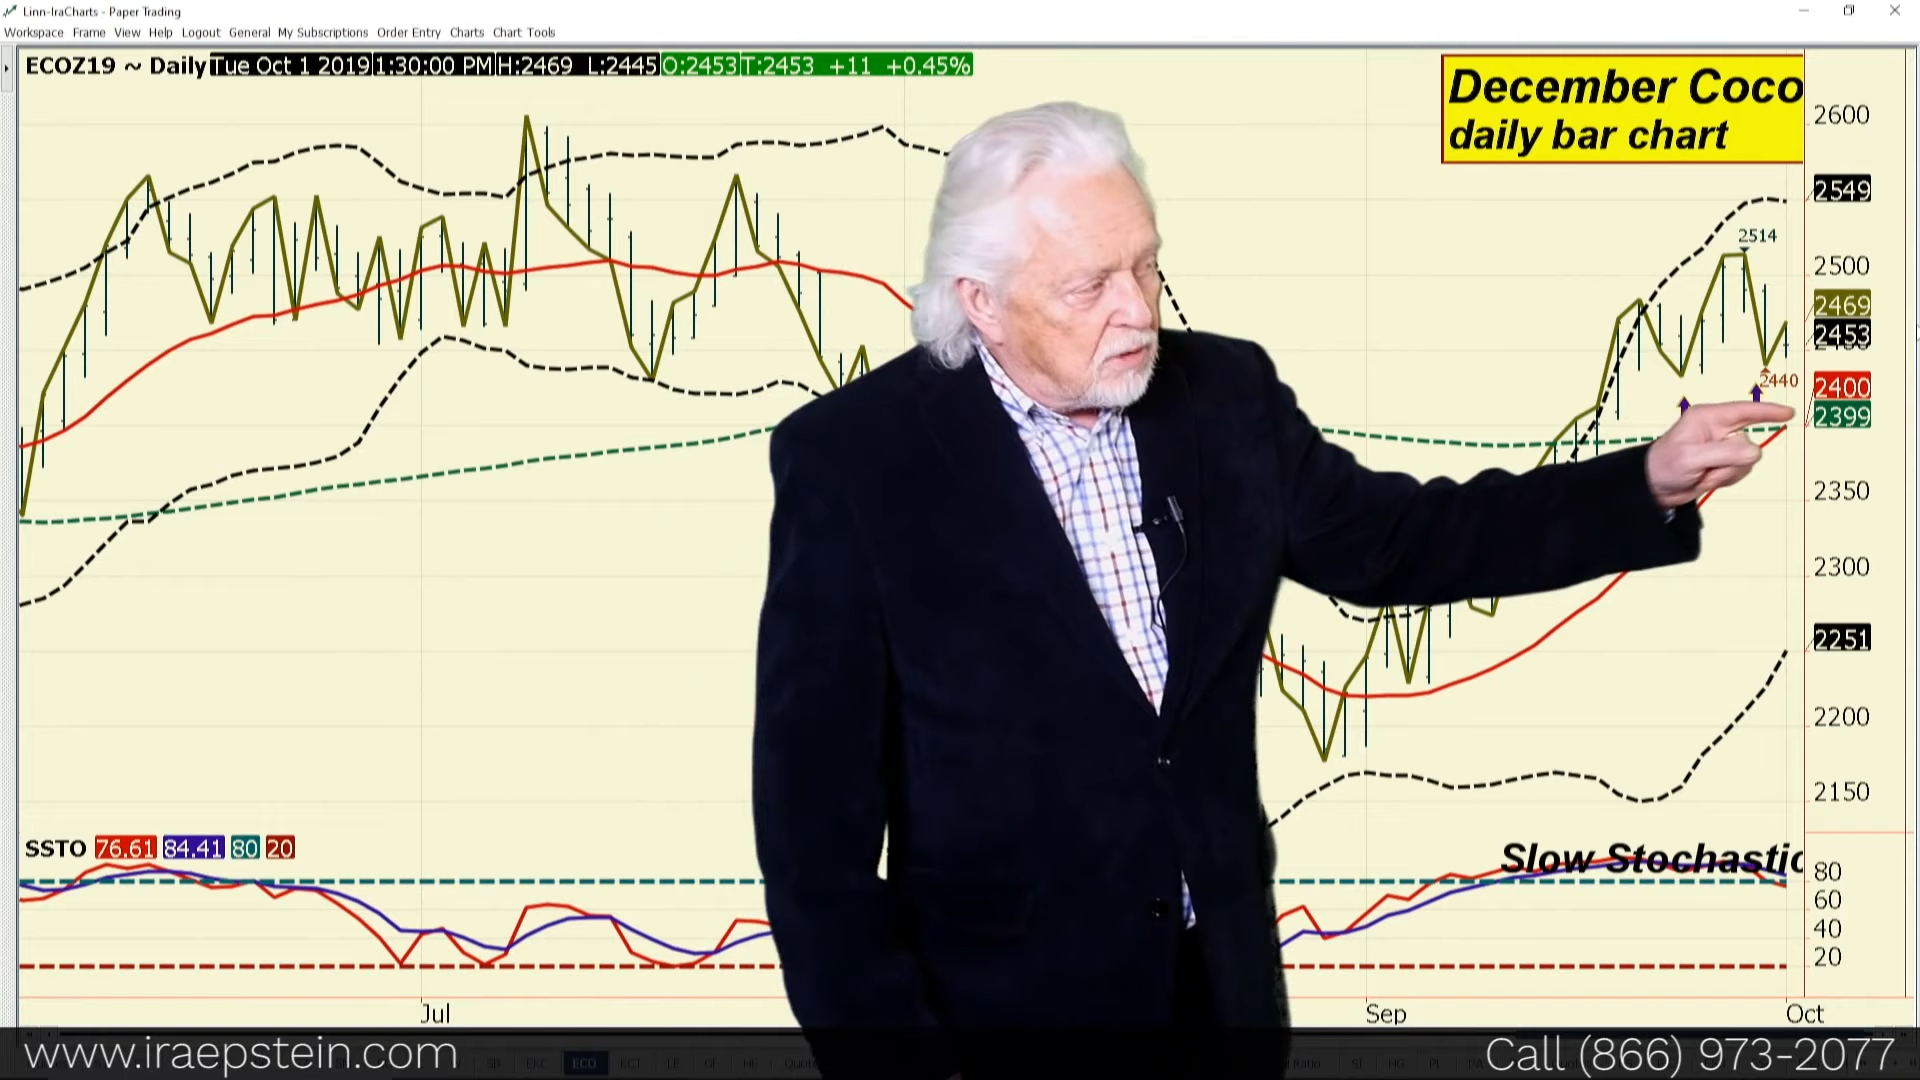 Linn-IraCharts - Paper Trading
Workspace Frame View Help Logout General My Subscriptions Order Entry Charts Chart Tools
ECOZ19 ~ Daily Tue Oct 1 2019 1:30:00 PM H:2469 L:2445 O:2453 T:2453 +11 +0.45%
December Coco
daily bar chart
2600
2549
2514
2500
2469
2453
2440
2400
2399
2350
2300
2251
2200
2150
SSTO 76.61 84.41 80 20
Slow Stochastic
80
60
40
20
Jul Sep Oct
www.iraepstein.com
Call (866) 973-2077
ECO